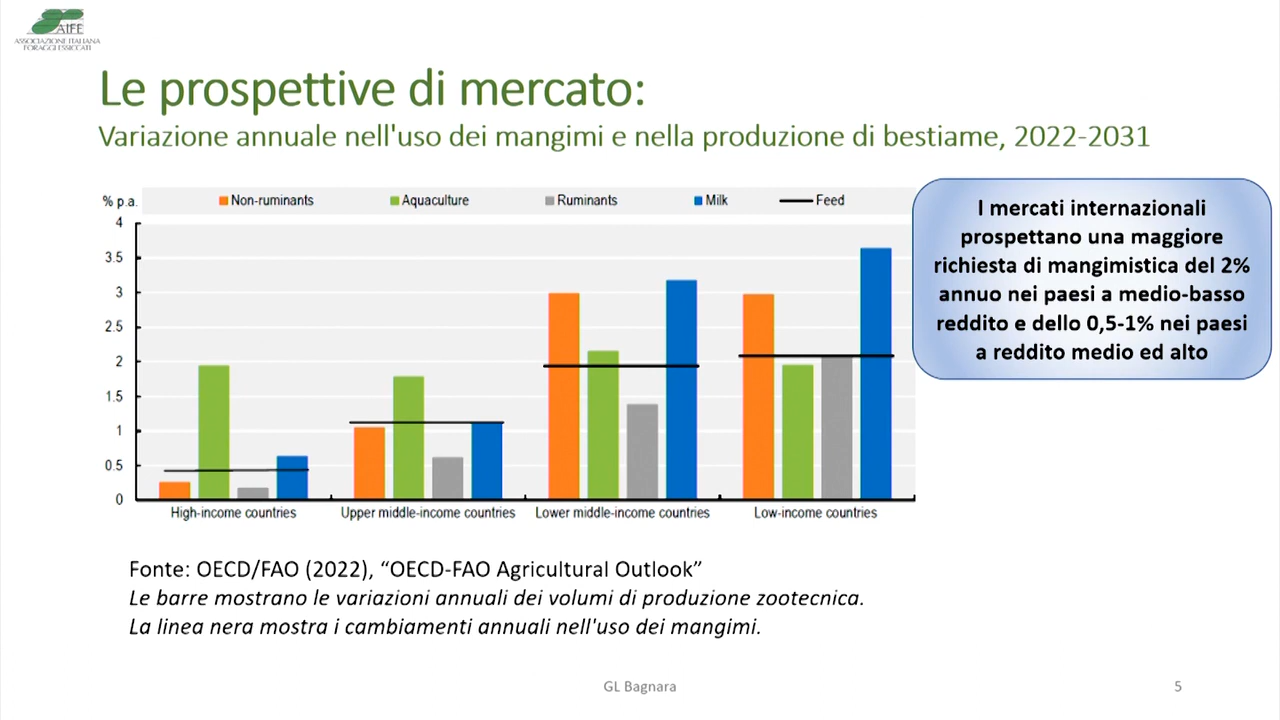 AIFE
ASSOCIAZIONE ITALIANA
FORAGGI ESSICCATI
Le prospettive di mercato:
Variazione annuale nell'uso dei mangimi e nella produzione di bestiame, 2022-2031
% p.a.
Non-ruminants
Aquaculture
Ruminants
Milk
Feed
4
3.5
3
2.5
2
1.5
1
0.5
0
High-income countries
Upper middle-income countries
Lower middle-income countries
Low-income countries
I mercati internazionali
prospettano una maggiore
richiesta di mangimistica del 2%
annuo nei paesi a medio-basso
reddito e dello 0,5-1% nei paesi
a reddito medio ed alto
Fonte: OECD/FAO (2022), “OECD-FAO Agricultural Outlook”
Le barre mostrano le variazioni annuali dei volumi di produzione zootecnica.
La linea nera mostra i cambiamenti annuali nell'uso dei mangimi.
GL Bagnara
5